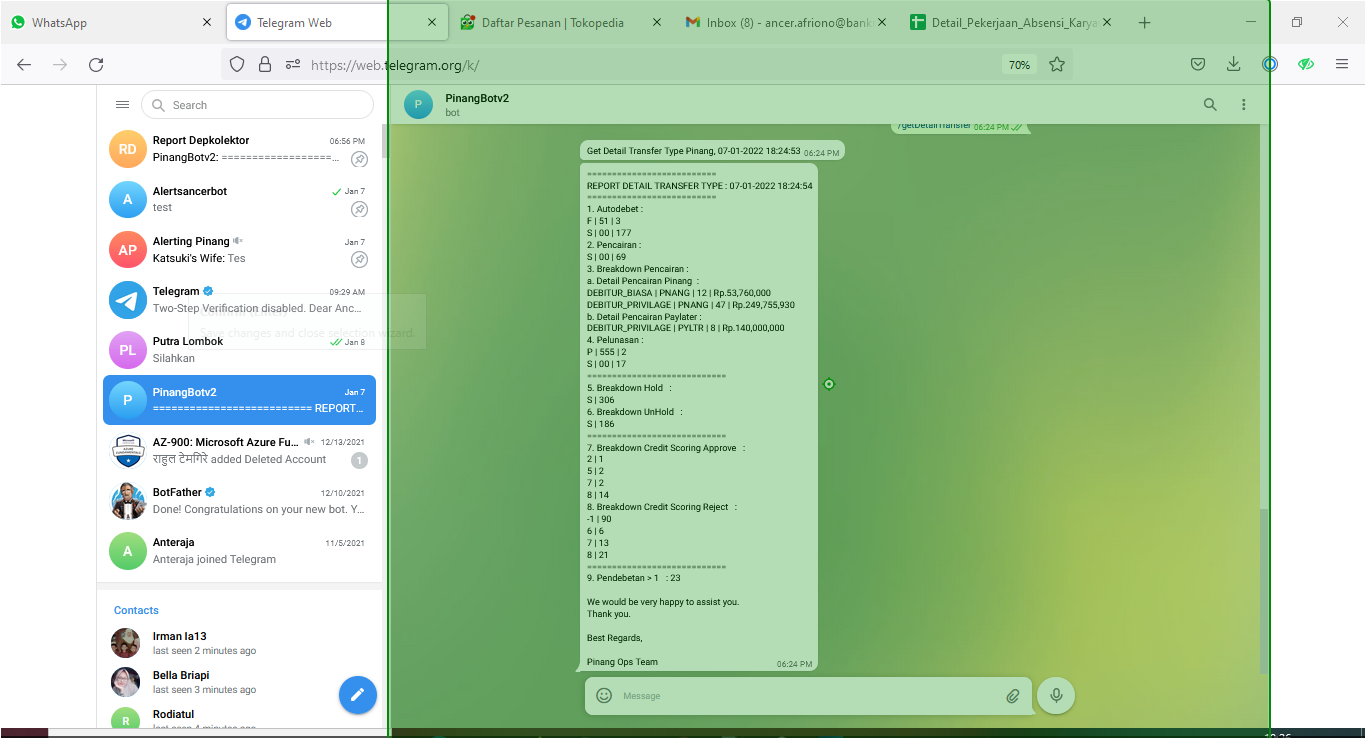 WhatsApp
Telegram Web
Daftar Pesanan | Tokopedia
Inbox (8) - ancer.afriono@bank
Detail_Pekerjaan_Absensi_Karya
https://web.telegram.org/k/
70%
Search
Report Depkolektor 06:56 PM
PinangBotv2: ==================...
RD
Alertsancerbot Jan 7
test
A
Alerting Pinang Jan 7
Katsuki's Wife: Tes
AP
Telegram 09:29 AM
Two-Step Verification disabled. Dear Anc...
Save changes and close selection wizard.
Putra Lombok Jan 8
Silahkan
PL
PinangBotv2 Jan 7
========================== REPORT...
P
AZ-900: Microsoft Azure Fu... 12/13/2021
राहुल टेमगिरे added Deleted Account 1
BotFather 12/10/2021
Done! Congratulations on your new bot. Y...
Anteraja 11/5/2021
Anteraja joined Telegram
A
Contacts
Irman Ia13
last seen 2 minutes ago
Bella Briapi
last seen 3 minutes ago
Rodiatul
last seen 4 minutes ago
R
P
PinangBotv2
bot
/getDetailTransfer 06:24 PM
Get Detail Transfer Type Pinang, 07-01-2022 18:24:53 06:24 PM
==========================
REPORT DETAIL TRANSFER TYPE : 07-01-2022 18:24:54
==========================
1. Autodebet :
F | 51 | 3
S | 00 | 177
2. Pencairan :
S | 00 | 69
3. Breakdown Pencairan :
a. Detail Pencairan Pinang :
DEBITUR_BIASA | PNANG | 12 | Rp.53,760,000
DEBITUR_PRIVILAGE | PNANG | 47 | Rp.249,755,930
b. Detail Pencairan Paylater :
DEBITUR_PRIVILAGE | PYLTR | 8 | Rp.140,000,000
4. Pelunasan :
P | 555 | 2
S | 00 | 17
============================
5. Breakdown Hold :
S | 306
6. Breakdown UnHold :
S | 186
============================
7. Breakdown Credit Scoring Approve :
2 | 1
5 | 2
7 | 2
8 | 14
8. Breakdown Credit Scoring Reject :
-1 | 90
6 | 6
7 | 13
8 | 21
============================
9. Pendebetan > 1 : 23
We would be very happy to assist you.
Thank you.
Best Regards,
Pinang Ops Team 06:24 PM
Message